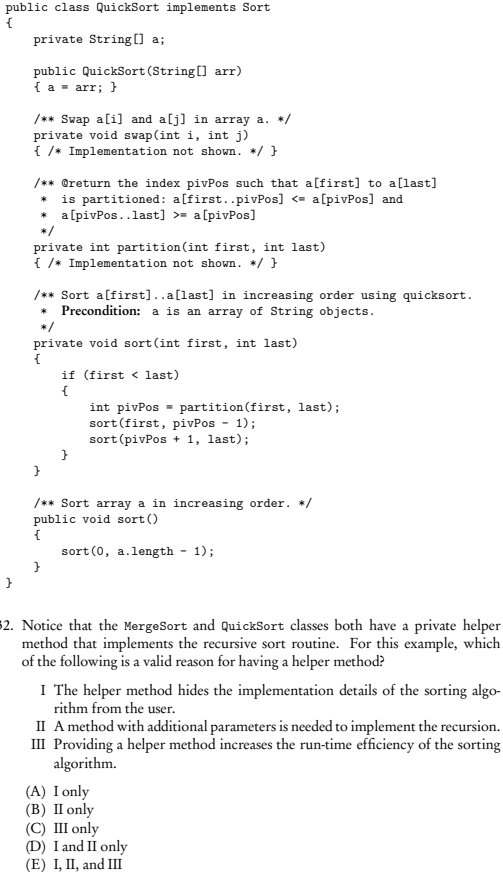 public class QuickSort implements Sort
{
    private String[] a;

    public QuickSort(String[] arr)
    { a = arr; }

    /** Swap a[i] and a[j] in array a. */
    private void swap(int i, int j)
    { /* Implementation not shown. */ }

    /** @return the index pivPos such that a[first] to a[last]
     *  is partitioned: a[first..pivPos] <= a[pivPos] and
     *  a[pivPos..last] >= a[pivPos]
     */
    private int partition(int first, int last)
    { /* Implementation not shown. */ }

    /** Sort a[first]..a[last] in increasing order using quicksort.
     *  Precondition: a is an array of String objects.
     */
    private void sort(int first, int last)
    {
        if (first < last)
        {
            int pivPos = partition(first, last);
            sort(first, pivPos - 1);
            sort(pivPos + 1, last);
        }
    }

    /** Sort array a in increasing order. */
    public void sort()
    {
        sort(0, a.length - 1);
    }
}

32. Notice that the MergeSort and QuickSort classes both have a private helper
method that implements the recursive sort routine. For this example, which
of the following is a valid reason for having a helper method?

I The helper method hides the implementation details of the sorting algo-
rithm from the user.
II A method with additional parameters is needed to implement the recursion.
III Providing a helper method increases the run-time efficiency of the sorting
algorithm.

(A) I only
(B) II only
(C) III only
(D) I and II only
(E) I, II, and III